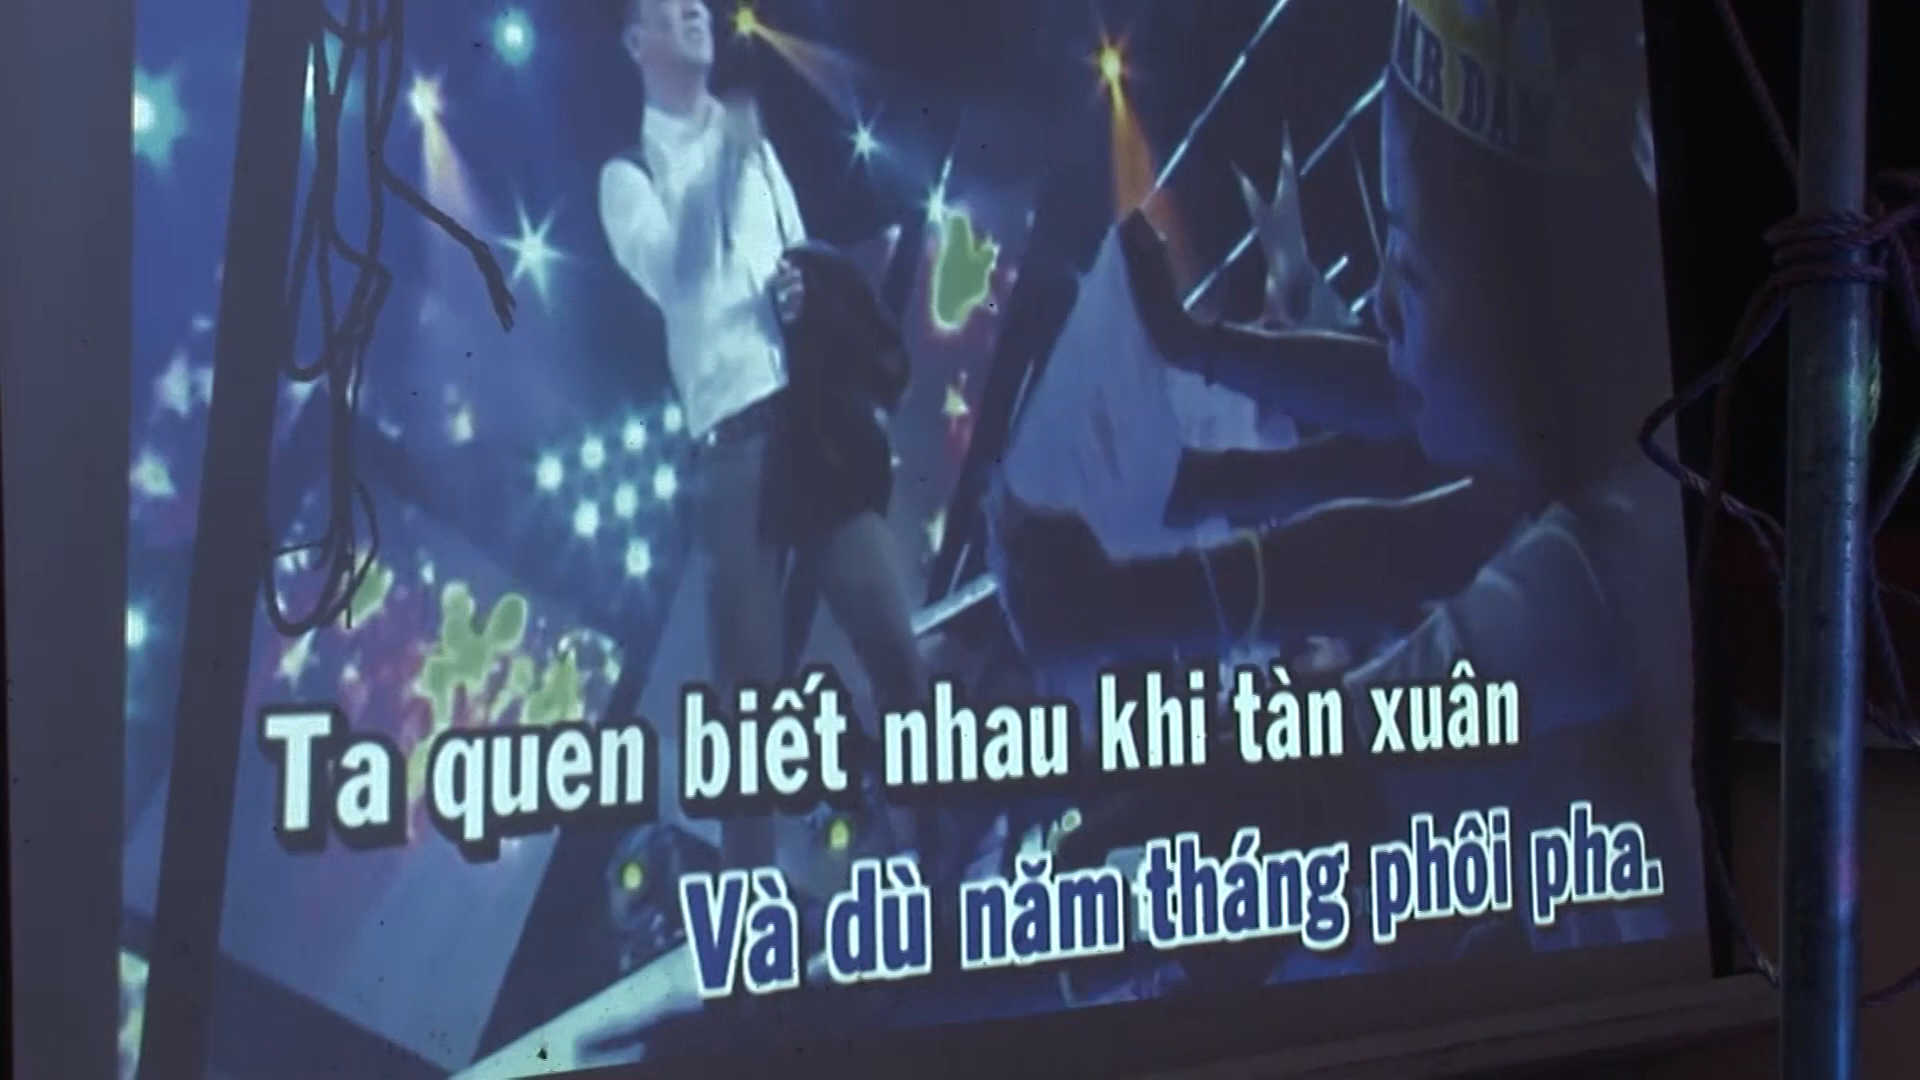 Ta quen biết nhau khi tàn xuân
Và dù năm tháng phôi pha.